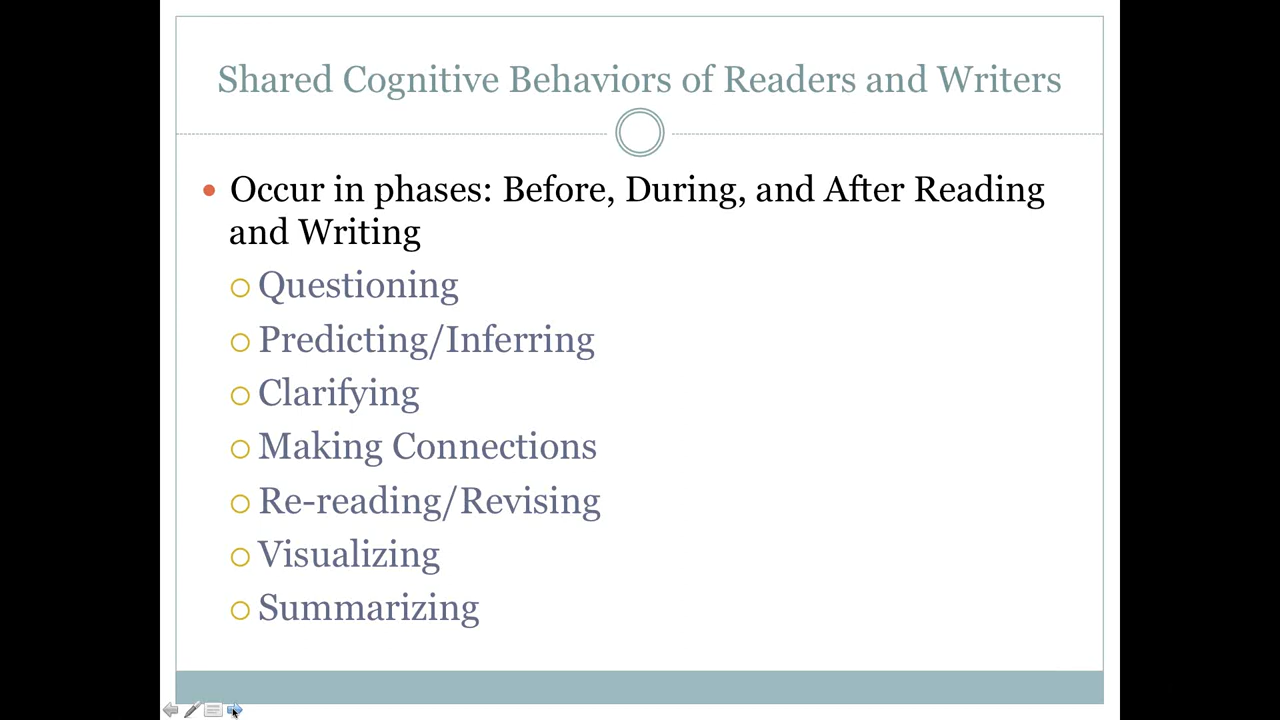 Shared Cognitive Behaviors of Readers and Writers
Occur in phases: Before, During, and After Reading
and Writing
Questioning
Predicting/Inferring
Clarifying
Making Connections
Re-reading/Revising
Visualizing
Summarizing